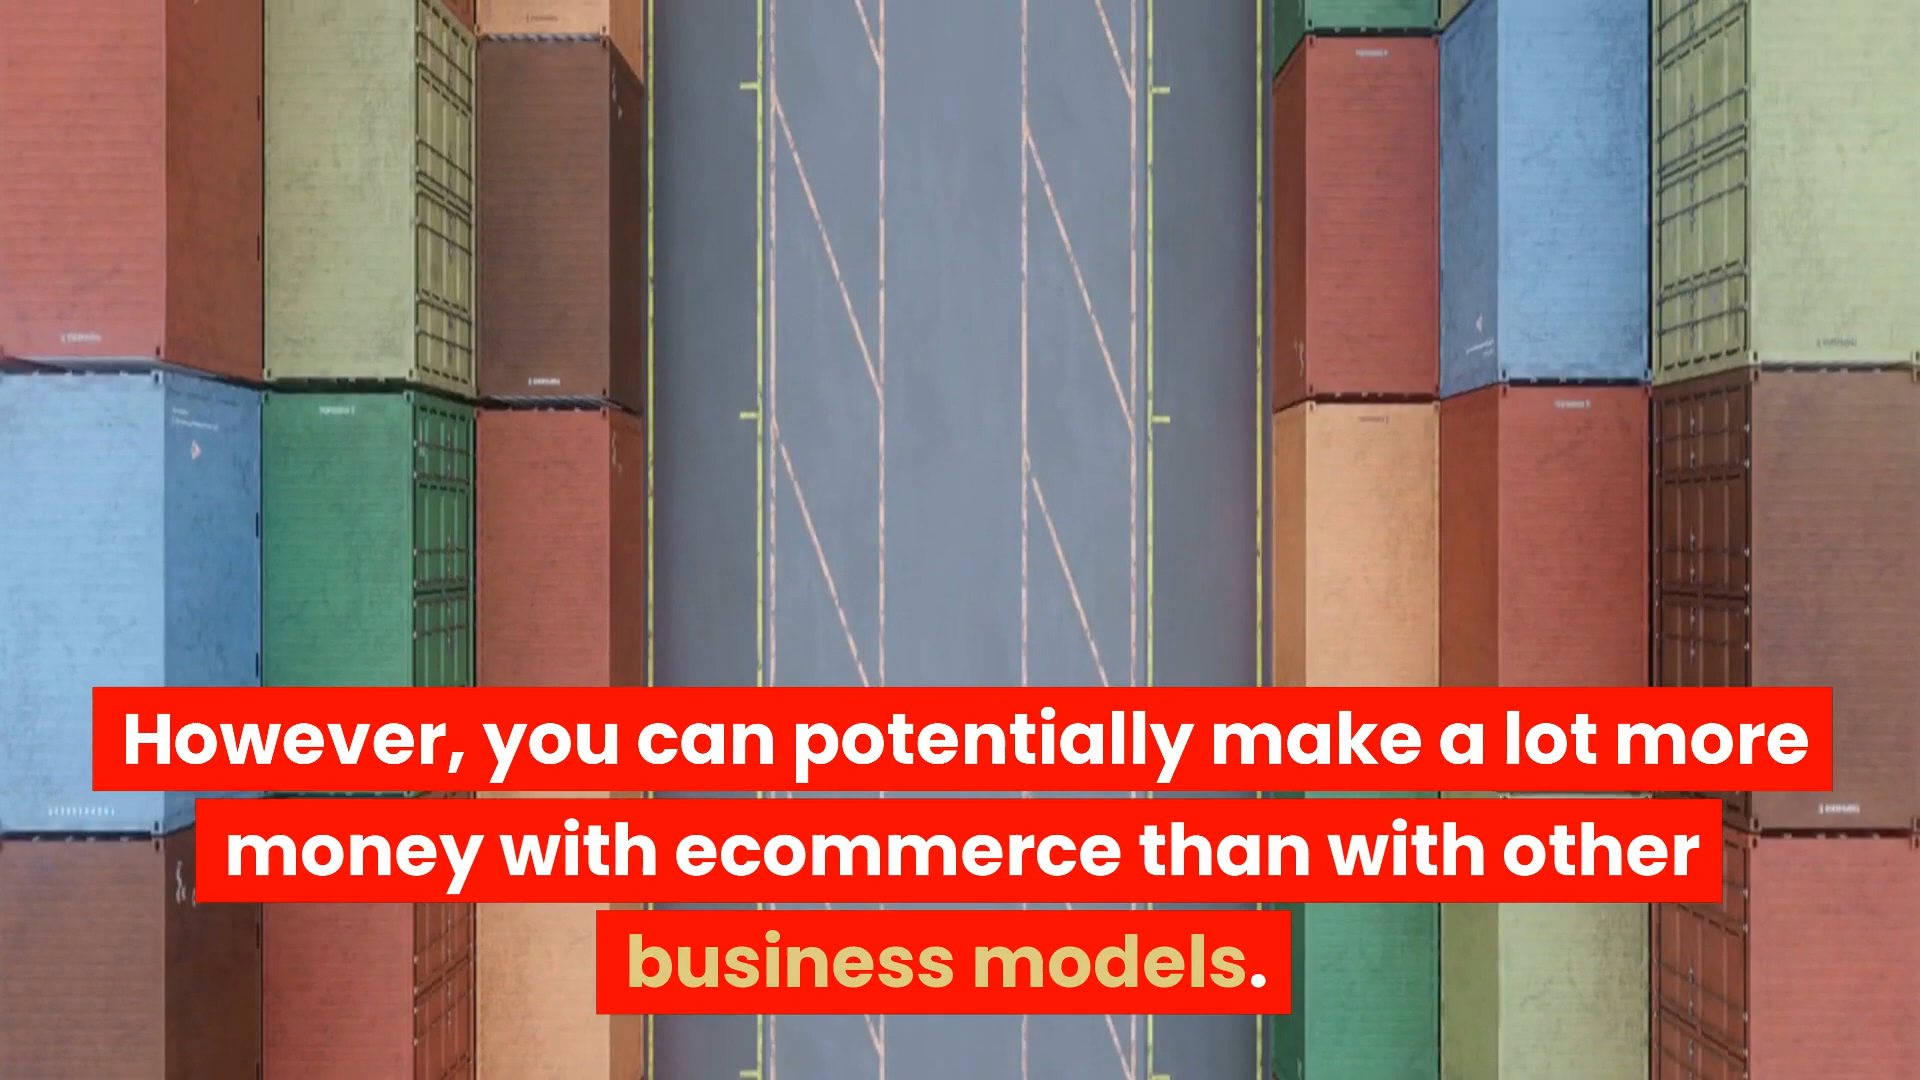 However, you can potentially make a lot more
money with ecommerce than with other
business models.